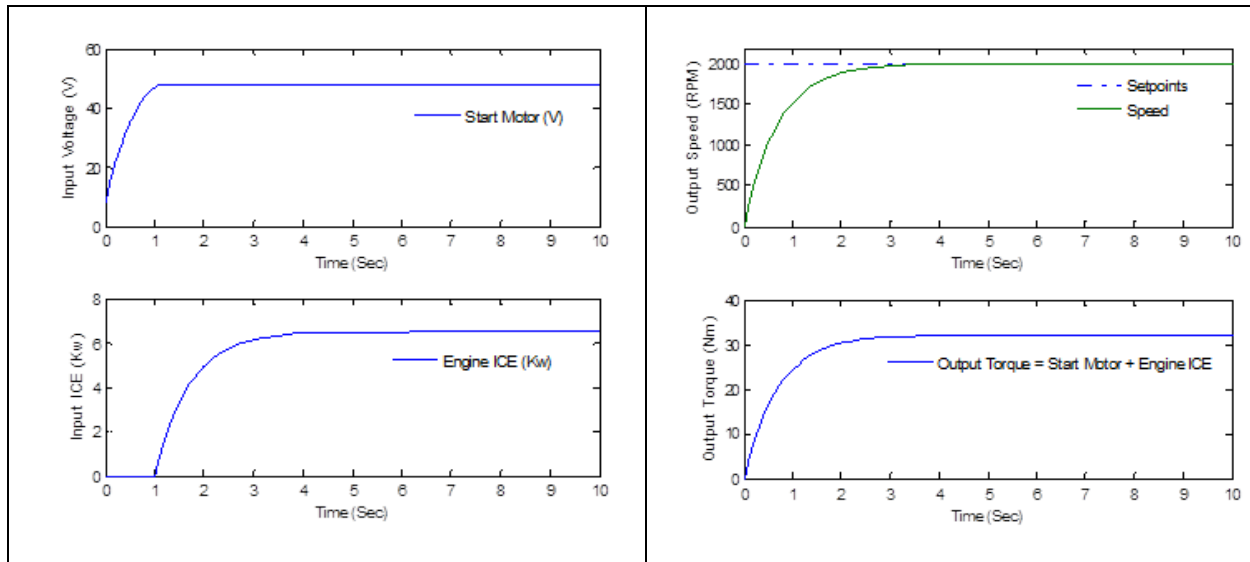 60
40
20
0
Input Voltage (V)
Start Motor (V)
0 1 2 3 4 5 6 7 8 9 10
Time (Sec)
8
6
4
2
0
Input ICE (Kw)
Engine ICE (Kw)
0 1 2 3 4 5 6 7 8 9 10
Time (Sec)
2000
1500
1000
500
0
Output Speed (RPM)
Setpoints
Speed
0 1 2 3 4 5 6 7 8 9 10
Time (Sec)
40
30
20
10
0
Output Torque (Nm)
Output Torque = Start Motor + Engine ICE
0 1 2 3 4 5 6 7 8 9 10
Time (Sec)